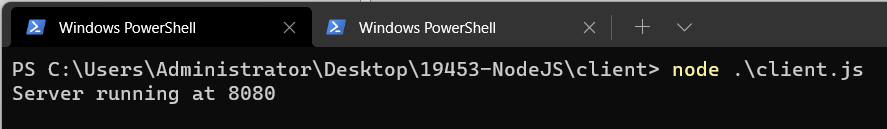 Windows PowerShell
Windows PowerShell
PS C:\Users\Administrator\Desktop\19453-NodeJS\client> node .\client.js
Server running at 8080